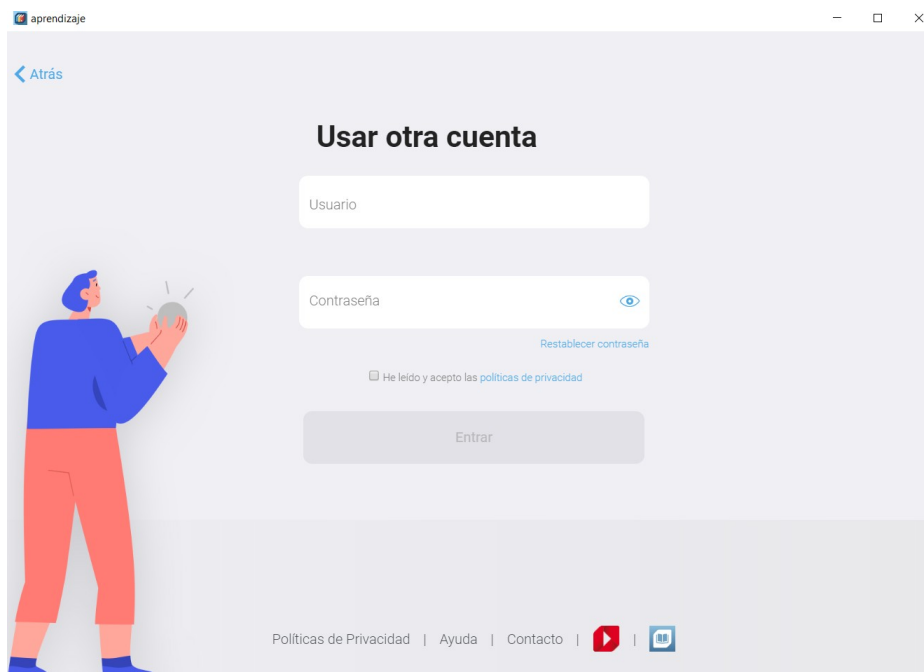 aprendizaje
Atrás
Usar otra cuenta
Usuario
Contraseña
Restablecer contraseña
He leído y acepto las políticas de privacidad
Entrar
Políticas de Privacidad | Ayuda | Contacto | |